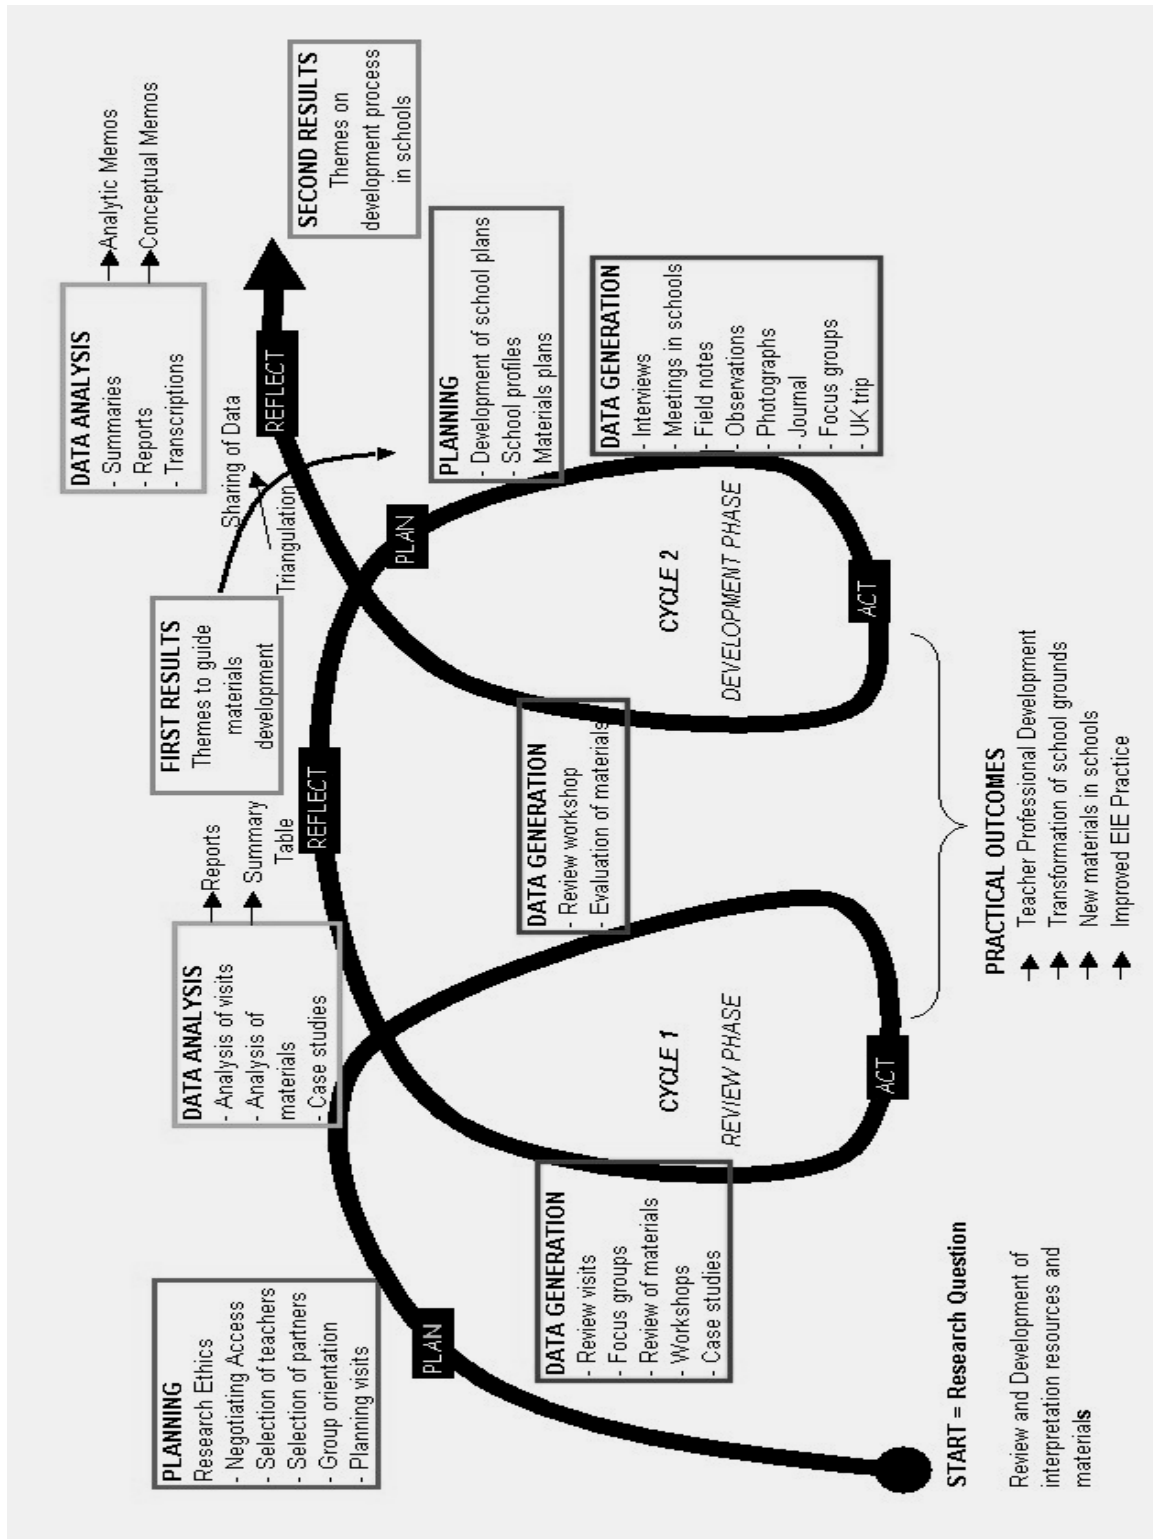 PLANNING
Research Ethics
- Negotiating Access
- Selection of teachers
- Selection of partners
- Group orientation
- Planning visits
PLAN
START = Research Question
Review and Development of
interpretation resources and
materials
DATA GENERATION
- Review visits
- Focus groups
- Review of materials
- Workshops
- Case studies
DATA ANALYSIS
- Analysis of visits
- Analysis of
materials
- Case studies
Reports
Summary
Table
CYCLE 1
REVIEW PHASE
ACT
REFLECT
FIRST RESULTS
Themes to guide
materials
development
DATA GENERATION
- Review workshop
- Evaluation of materials
PRACTICAL OUTCOMES
Teacher Professional Development
Transformation of school grounds
New materials in schools
Improved EIE Practice
Triangulation
Sharing of Data
PLAN
CYCLE 2
DEVELOPMENT PHASE
ACT
DATA ANALYSIS
- Summaries
- Reports
- Transcriptions
Analytic Memos
Conceptual Memos
REFLECT
PLANNING
- Development of school plans
- School profiles
Materials plans
DATA GENERATION
- Interviews
- Meetings in schools
- Field notes
- Observations
- Photographs
- Journal
- Focus groups
- UK trip
SECOND RESULTS
Themes on
development process
in schools